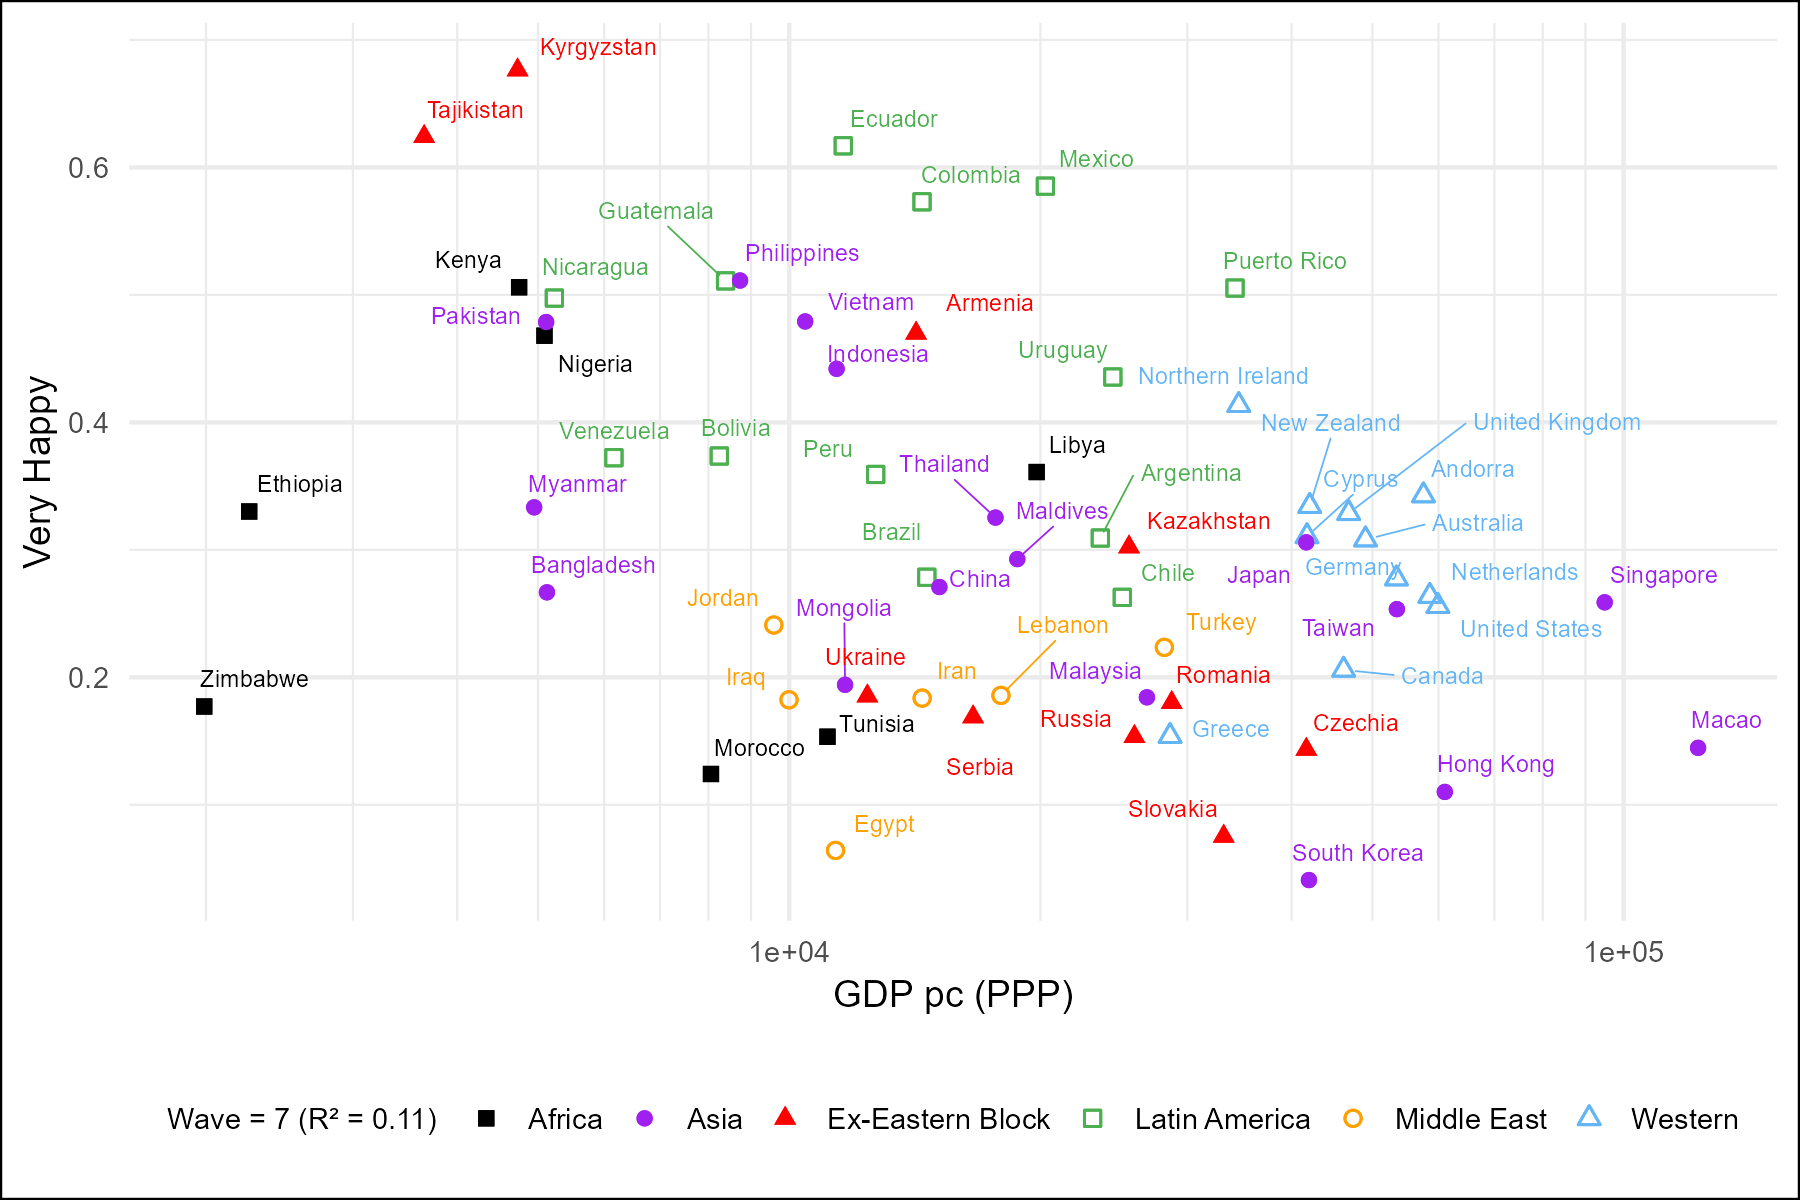 Kyrgyzstan
Tajikistan
Ecuador
Mexico
0.6
Colombia
Guatemala
Philippines
Kenya
Nicaragua
Puerto Rico
Pakistan
Vietnam
Armenia
Nigeria
Indonesia
Uruguay
Northern Ireland
0.4
New Zealand
United Kingdom
Venezuela
Bolivia
Peru
Libya
Thailand
Argentina
Cyprus
Andorra
Ethiopia
Myanmar
Maldives
Kazakhstan
Australia
Very Happy
Brazil
Bangladesh
China
Chile
Japan
Germany
Netherlands
Singapore
Jordan
Mongolia
Lebanon
Turkey
Taiwan
United States
0.2
Zimbabwe
Iraq
Ukraine
Iran
Malaysia
Romania
Canada
Tunisia
Russia
Greece
Czechia
Macao
Morocco
Serbia
Hong Kong
Egypt
Slovakia
South Korea
1e+04
1e+05
GDP pc (PPP)
Wave = 7 (R² = 0.11) Africa Asia Ex-Eastern Block Latin America Middle East Western